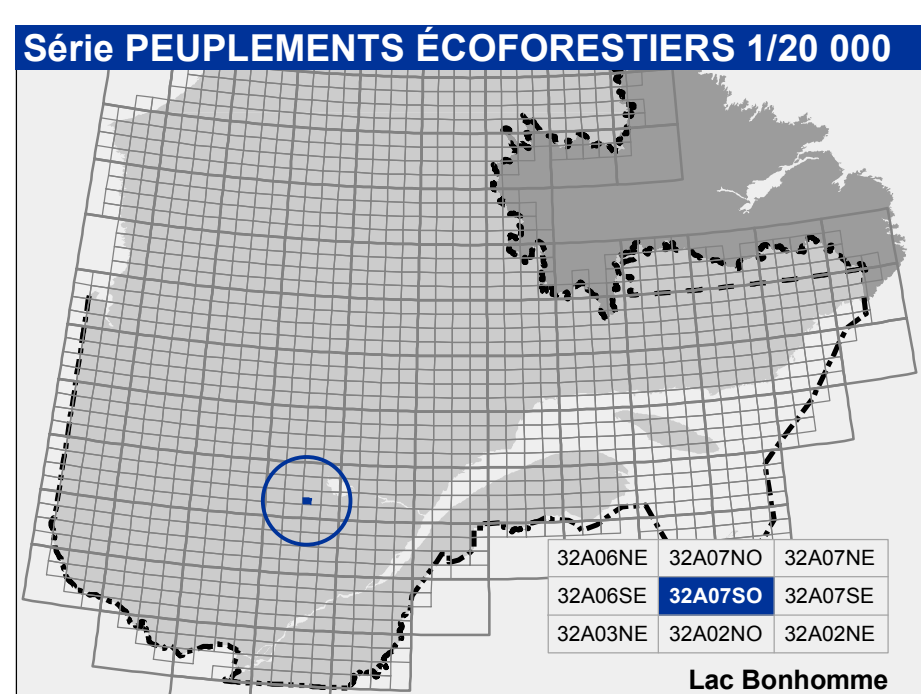 Série PEUPLEMENTS ÉCOFORESTIERS 1/20 000
32A06NE 32A07NO 32A07NE
32A06SE 32A07SO 32A07SE
32A03NE 32A02NO 32A02NE
Lac Bonhomme